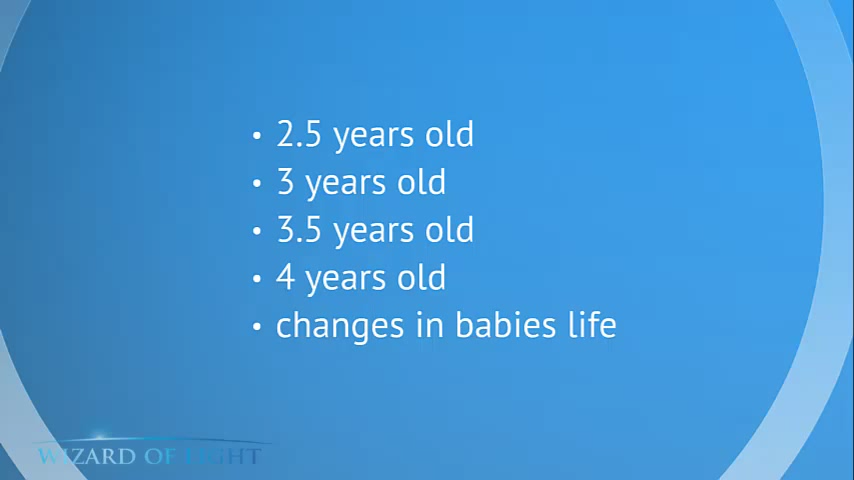 • 2.5 years old
• 3 years old
• 3.5 years old
• 4 years old
• changes in babies life
WIZARD OF LIGHT